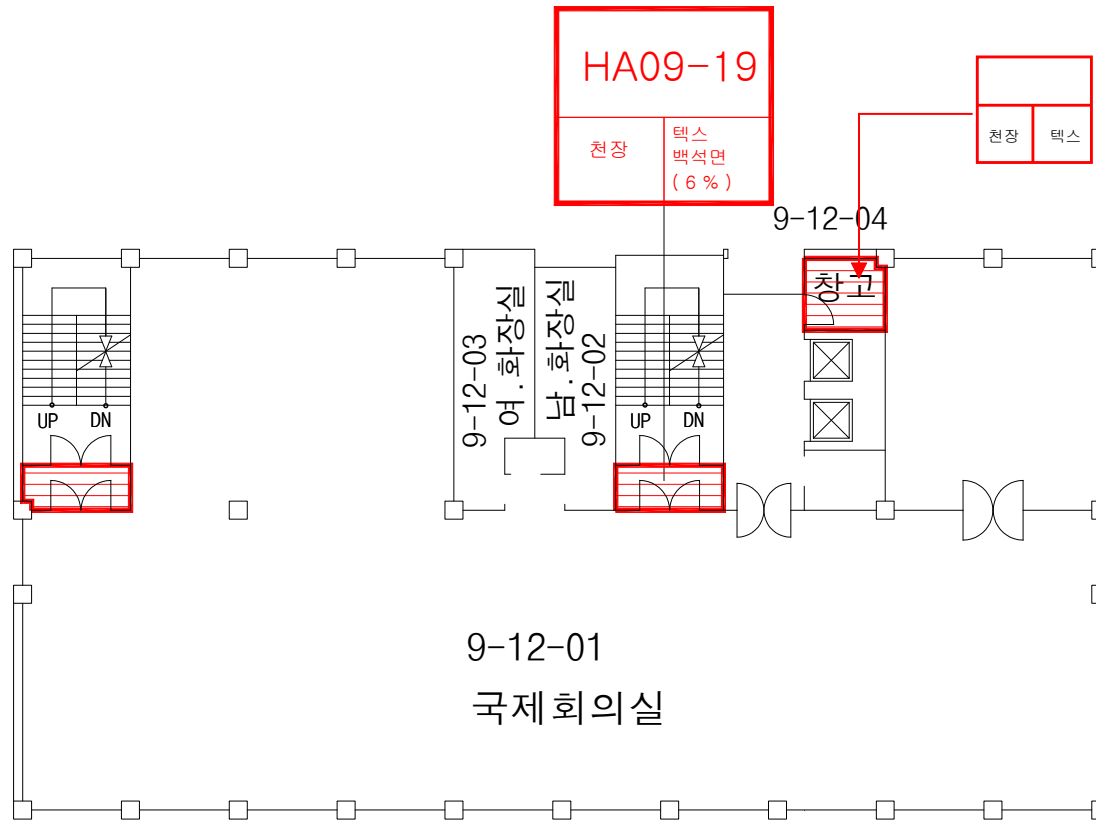 HA09-19
천장
텍스
백석면
( 6 % )
천장
텍스
9-12-04
창고
9-12-03
여.화장실
남.화장실
9-12-02
UP
DN
UP
DN
9-12-01
국제회의실